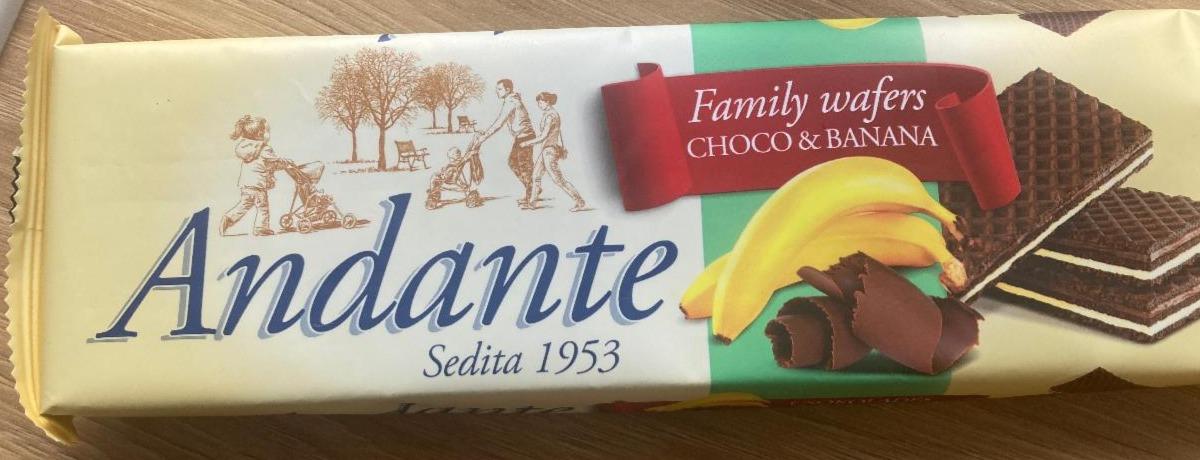 Family wafers
CHOCO & BANANA
Andante
Sedita 1953